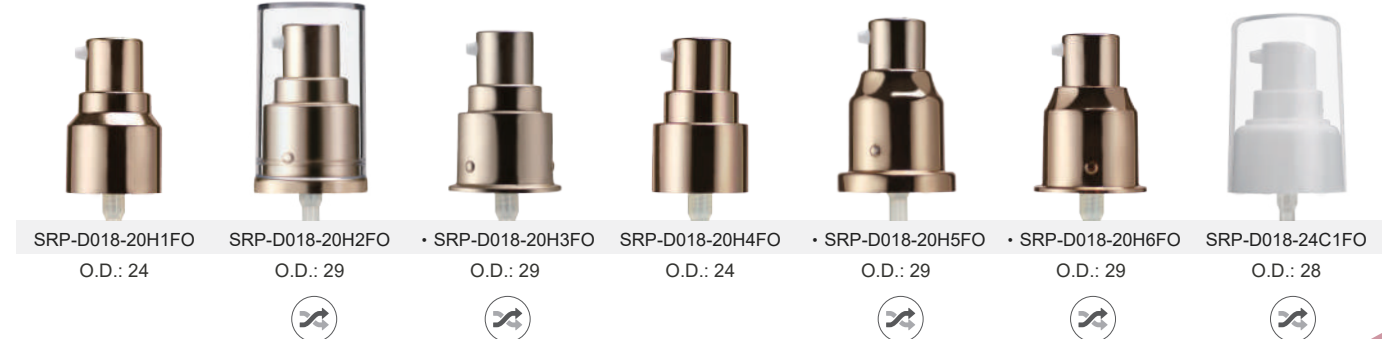 SRP-D018-20H1FO SRP-D018-20H2FO ・SRP-D018-20H3FO SRP-D018-20H4FO ・SRP-D018-20H5FO ・SRP-D018-20H6FO SRP-D018-24C1FO
O.D.: 24 O.D.: 29 O.D.: 29 O.D.: 24 O.D.: 29 O.D.: 29 O.D.: 28